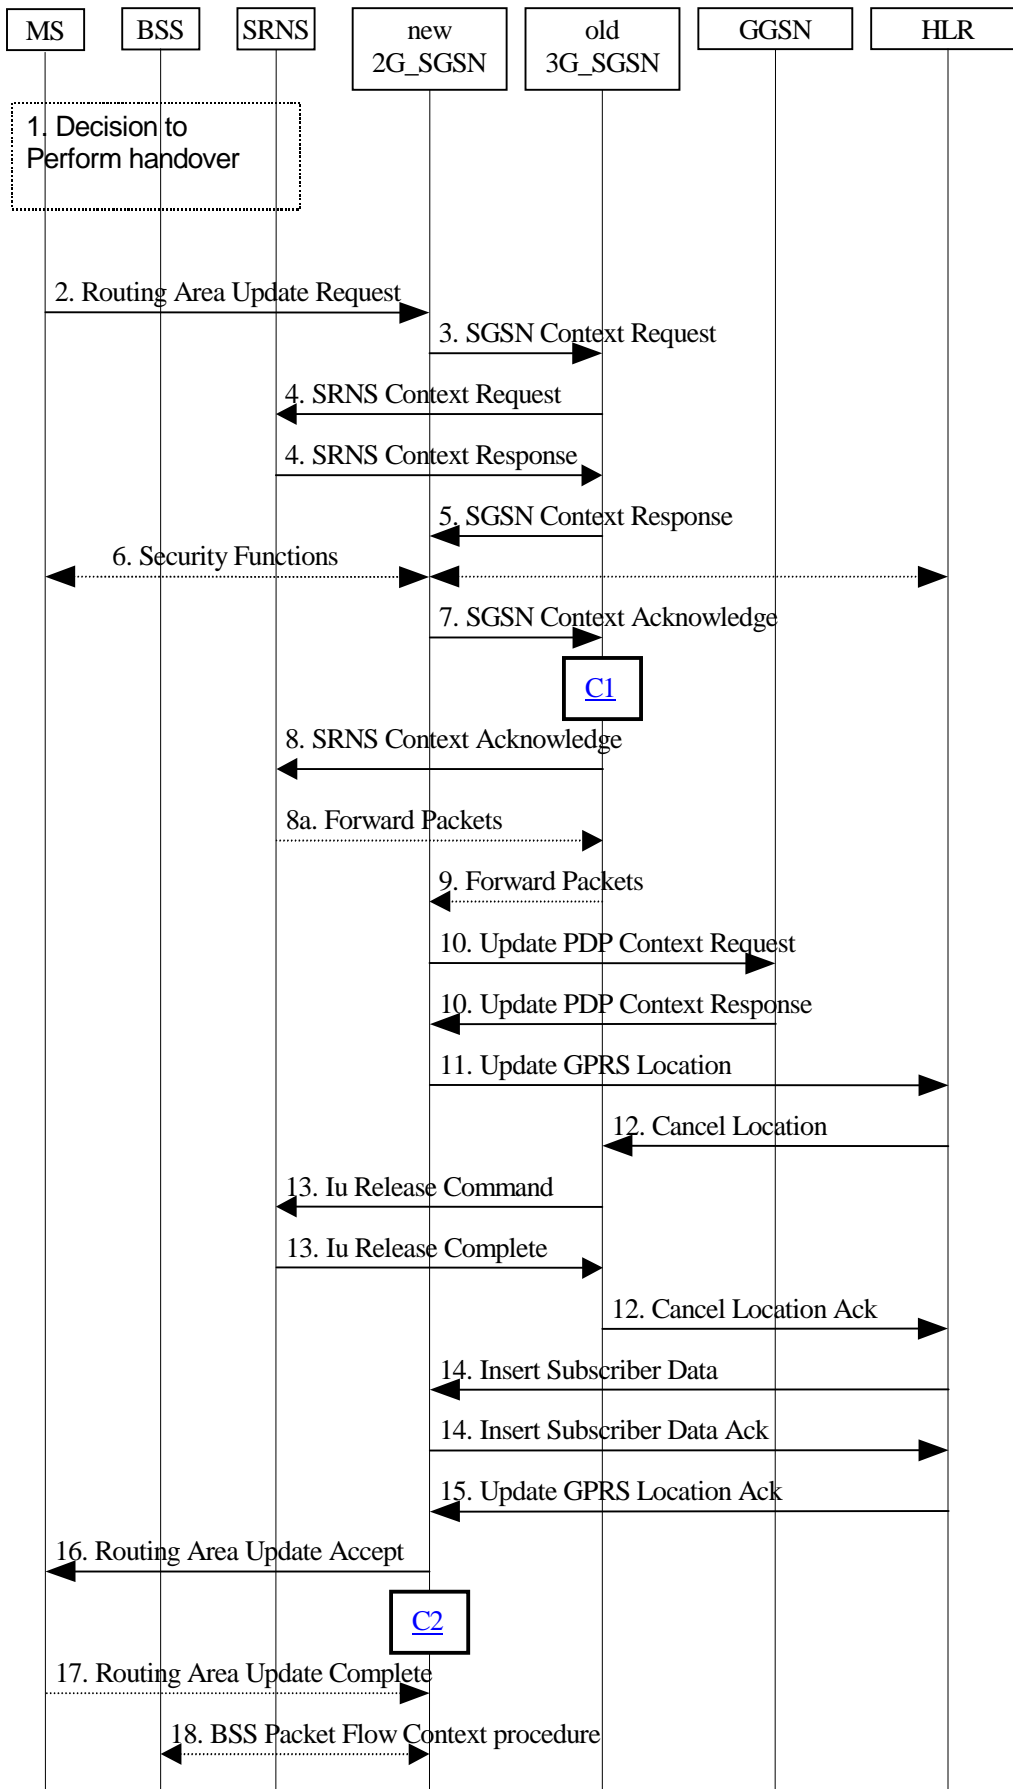 MS
BSS
SRNS
new
2G_SGSN
old
3G_SGSN
GGSN
HLR
1. Decision to
Perform handover
2. Routing Area Update Request
3. SGSN Context Request
4. SRNS Context Request
4. SRNS Context Response
5. SGSN Context Response
6. Security Functions
7. SGSN Context Acknowledge
C1
8. SRNS Context Acknowledge
8a. Forward Packets
9. Forward Packets
10. Update PDP Context Request
10. Update PDP Context Response
11. Update GPRS Location
12. Cancel Location
13. Iu Release Command
13. Iu Release Complete
12. Cancel Location Ack
14. Insert Subscriber Data
14. Insert Subscriber Data Ack
15. Update GPRS Location Ack
16. Routing Area Update Accept
C2
17. Routing Area Update Complete
18. BSS Packet Flow Context procedure